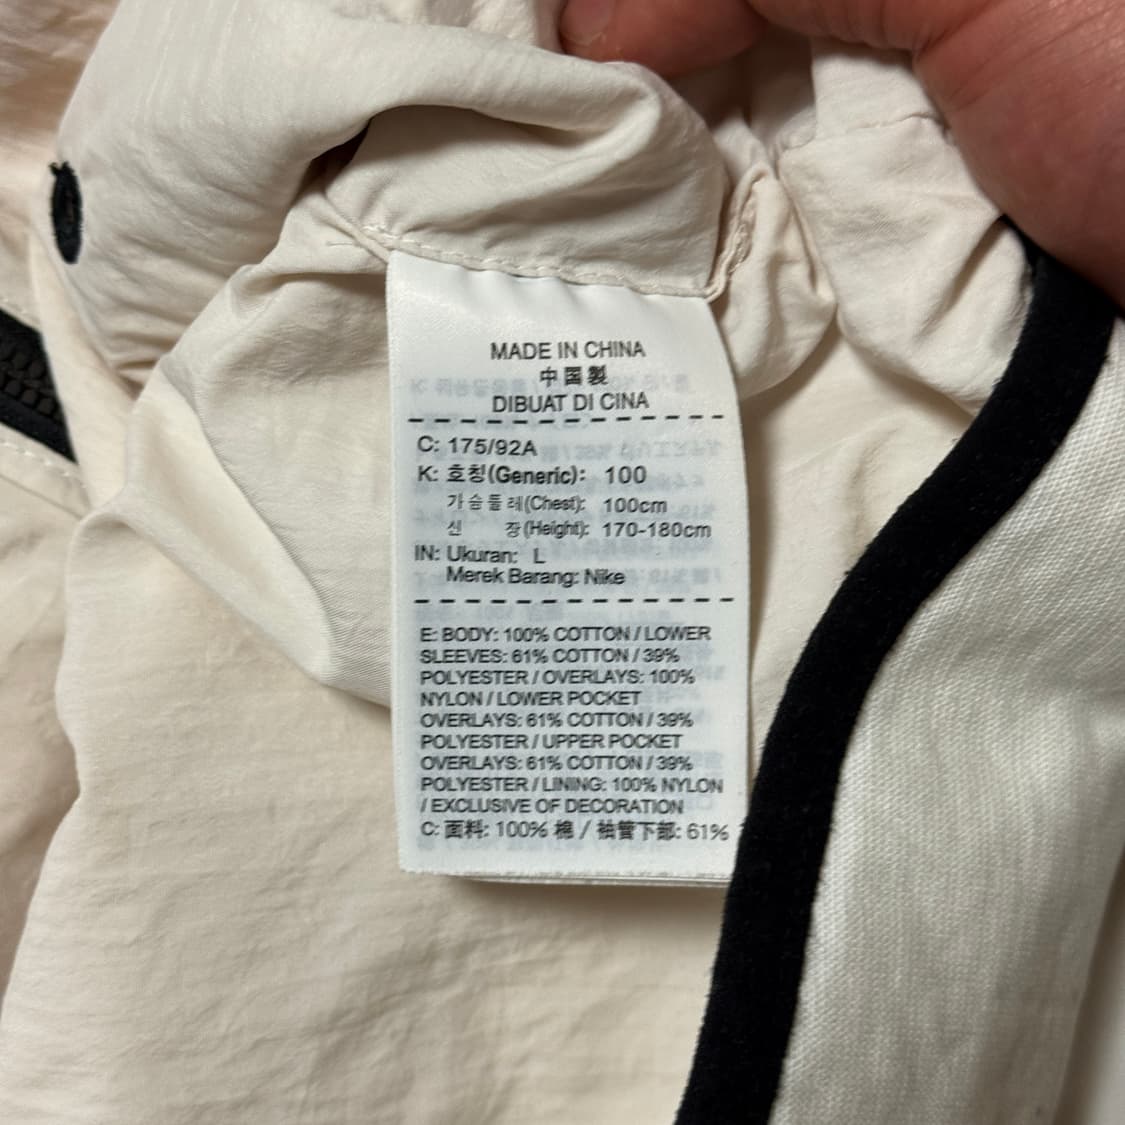 MADE IN CHINA
中国製
DIBUAT DI CINA
C: 175/92A
K: 호칭(Generic): 100
가슴둘레(Chest): 100cm
신 장(Height): 170-180cm
IN: Ukuran: L
Merek Barang: Nike
E: BODY: 100% COTTON / LOWER
SLEEVES: 61% COTTON / 39%
POLYESTER / OVERLAYS: 100%
NYLON / LOWER POCKET
OVERLAYS: 61% COTTON / 39%
POLYESTER / UPPER POCKET
OVERLAYS: 61% COTTON / 39%
POLYESTER / LINING: 100% NYLON
/ EXCLUSIVE OF DECORATION
C: 面料: 100% 棉 / 袖管下部: 61%